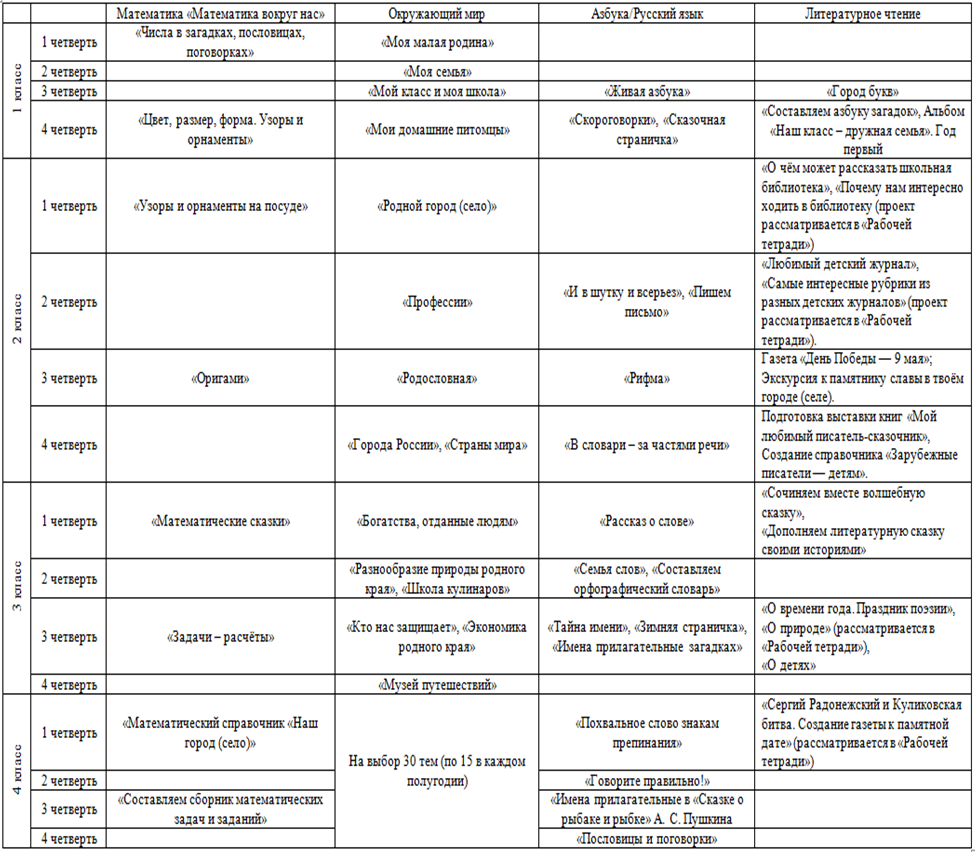 Математика «Математика вокруг нас»
Окружающий мир
Азбука/Русский язык
Литературное чтение
1 класс
1 четверть
«Числа в загадках, пословицах,
поговорках»
«Моя малая родина»
2 четверть
«Моя семья»
3 четверть
«Мой класс и моя школа»
«Живая азбука»
«Город букв»
4 четверть
«Цвет, размер, форма. Узоры и
орнаменты»
«Мои домашние питомцы»
«Скороговорки», «Сказочная
страничка»
«Составляем азбуку загадок», Альбом
«Наш класс – дружная семья». Год
первый
2 класс
1 четверть
«Узоры и орнаменты на посуде»
«Родной город (село)»
«О чём может рассказать школьная
библиотека», «Почему нам интересно
ходить в библиотеку (проект
рассматривается в «Рабочей
тетради»)
2 четверть
«Профессии»
«И в шутку и всерьез», «Пишем
письмо»
«Любимый детский журнал»,
«Самые интересные рубрики из
разных детских журналов» (проект
рассматривается в «Рабочей
тетради»).
3 четверть
«Оригами»
«Родословная»
«Рифма»
Газета «День Победы — 9 мая»;
Экскурсия к памятнику славы в твоём
городе (селе).
4 четверть
«Города России», «Страны мира»
«В словари – за частями речи»
Подготовка выставки книг «Мой
любимый писатель-сказочник»,
Создание справочника «Зарубежные
писатели — детям».
3 класс
1 четверть
«Математические сказки»
«Богатства, отданные людям»
«Рассказ о слове»
«Сочиняем вместе волшебную
сказку»,
«Дополняем литературную сказку
своими историями»
2 четверть
«Разнообразие природы родного
края», «Школа кулинаров»
«Семья слов», «Составляем
орфографический словарь»
3 четверть
«Задачи – расчёты»
«Кто нас защищает», «Экономика
родного края»
«Тайна имени», «Зимняя страничка»,
«Имена прилагательные загадках»
«О времени года. Праздник поэзии»,
«О природе» (рассматривается в
«Рабочей тетради»),
«О детях»
4 четверть
«Музей путешествий»
4 класс
1 четверть
«Математический справочник «Наш
город (село)»
На выбор 30 тем (по 15 в каждом
полугодии)
«Похвальное слово знакам
препинания»
«Сергий Радонежский и Куликовская
битва. Создание газеты к памятной
дате» (рассматривается в «Рабочей
тетради»)
2 четверть
«Говорите правильно!»
3 четверть
«Составляем сборник математических
задач и заданий»
«Имена прилагательные в «Сказке о
рыбаке и рыбке» А. С. Пушкина
4 четверть
«Пословицы и поговорки»